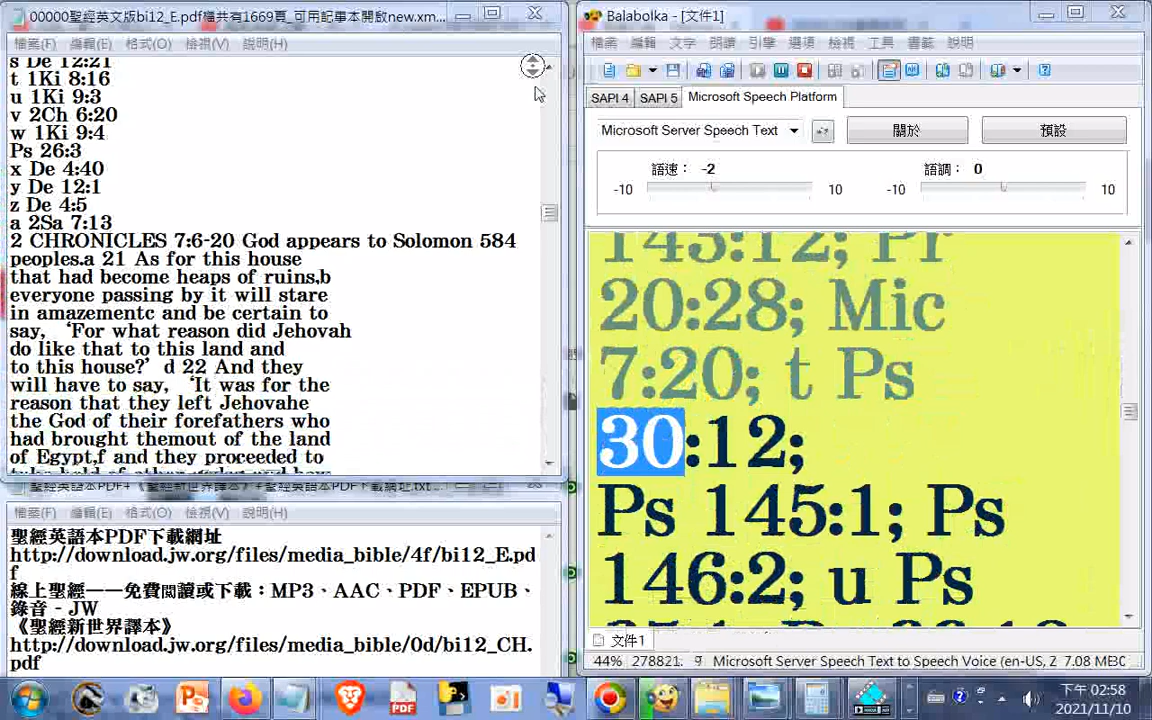 00000聖經英文版bi12_E.pdf檔共有1669頁_可用記事本開啟new.xm...
檔案(F) 編輯(E) 格式(O) 檢視(V) 說明(H)
s De 12:21
t 1Ki 8:16
u 1Ki 9:3
v 2Ch 6:20
w 1Ki 9:4
Ps 26:3
x De 4:40
y De 12:1
z De 4:5
a 2Sa 7:13
2 CHRONICLES 7:6-20 God appears to Solomon 584
peoples.a 21 As for this house
that had become heaps of ruins,b
everyone passing by it will stare
in amazementc and be certain to
say, ‘For what reason did Jehovah
do like that to this land and
to this house?’ d 22 And they
will have to say, ‘It was for the
reason that they left Jehovahe
the God of their forefathers who
had brought themout of the land
of Egypt,f and they proceeded to
檔案(F) 編輯(E) 格式(O) 檢視(V) 說明(H)
聖經英語本PDF下載網址
http://download.jw.org/files/media_bible/4f/bi12_E.pd
f
線上聖經——免費閱讀或下載：MP3、AAC、PDF、EPUB、
錄音 - JW
《聖經新世界譯本》
http://download.jw.org/files/media_bible/0d/bi12_CH.
pdf
Balabolka - [文件1]
檔案 編輯 文字 朗讀 引擎 選項 檢視 工具 書籤 說明
SAPI 4 SAPI 5 Microsoft Speech Platform
Microsoft Server Speech Text 關於 預設
語速： -2 語調： 0
-10 10 -10 10
143:12; Pr
20:28; Mic
7:20; t Ps
30:12;
Ps 145:1; Ps
146:2; u Ps
文件1
44% 278821. Microsoft Server Speech Text to Speech Voice (en-US, Z 7.08 MB
下午 02:58
2021/11/10